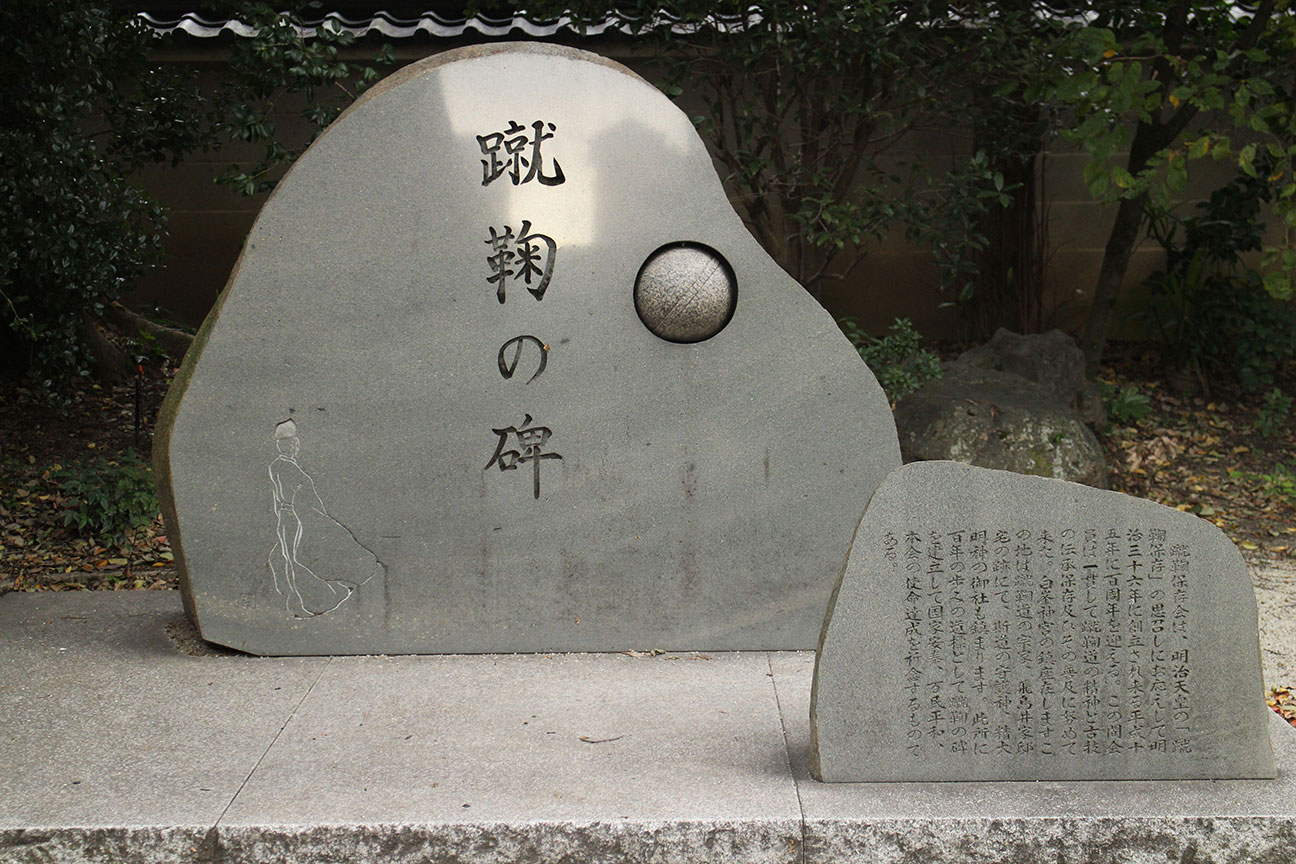 蹴鞠の碑
蹴鞠保存会は、明治天皇の「蹴
鞠保存」の思召しにお応えして明
治三十六年に創立され来る平成十
五年に百周年を迎える。この間会
員は一貫して蹴鞠道の精神と古技
の伝承保存及びその普及に努めて
来た。白峯神宮の鎮座在しますこ
の地は蹴鞠道の宗家、飛鳥井家邸
宅の跡にて、斯道の守護神、精大
明神の御社も鎮まります 此所に
百年の歩みの道標として蹴鞠の碑
を建立して国家安泰、万民平和、
本会の使命達成を祈念するもので
ある。